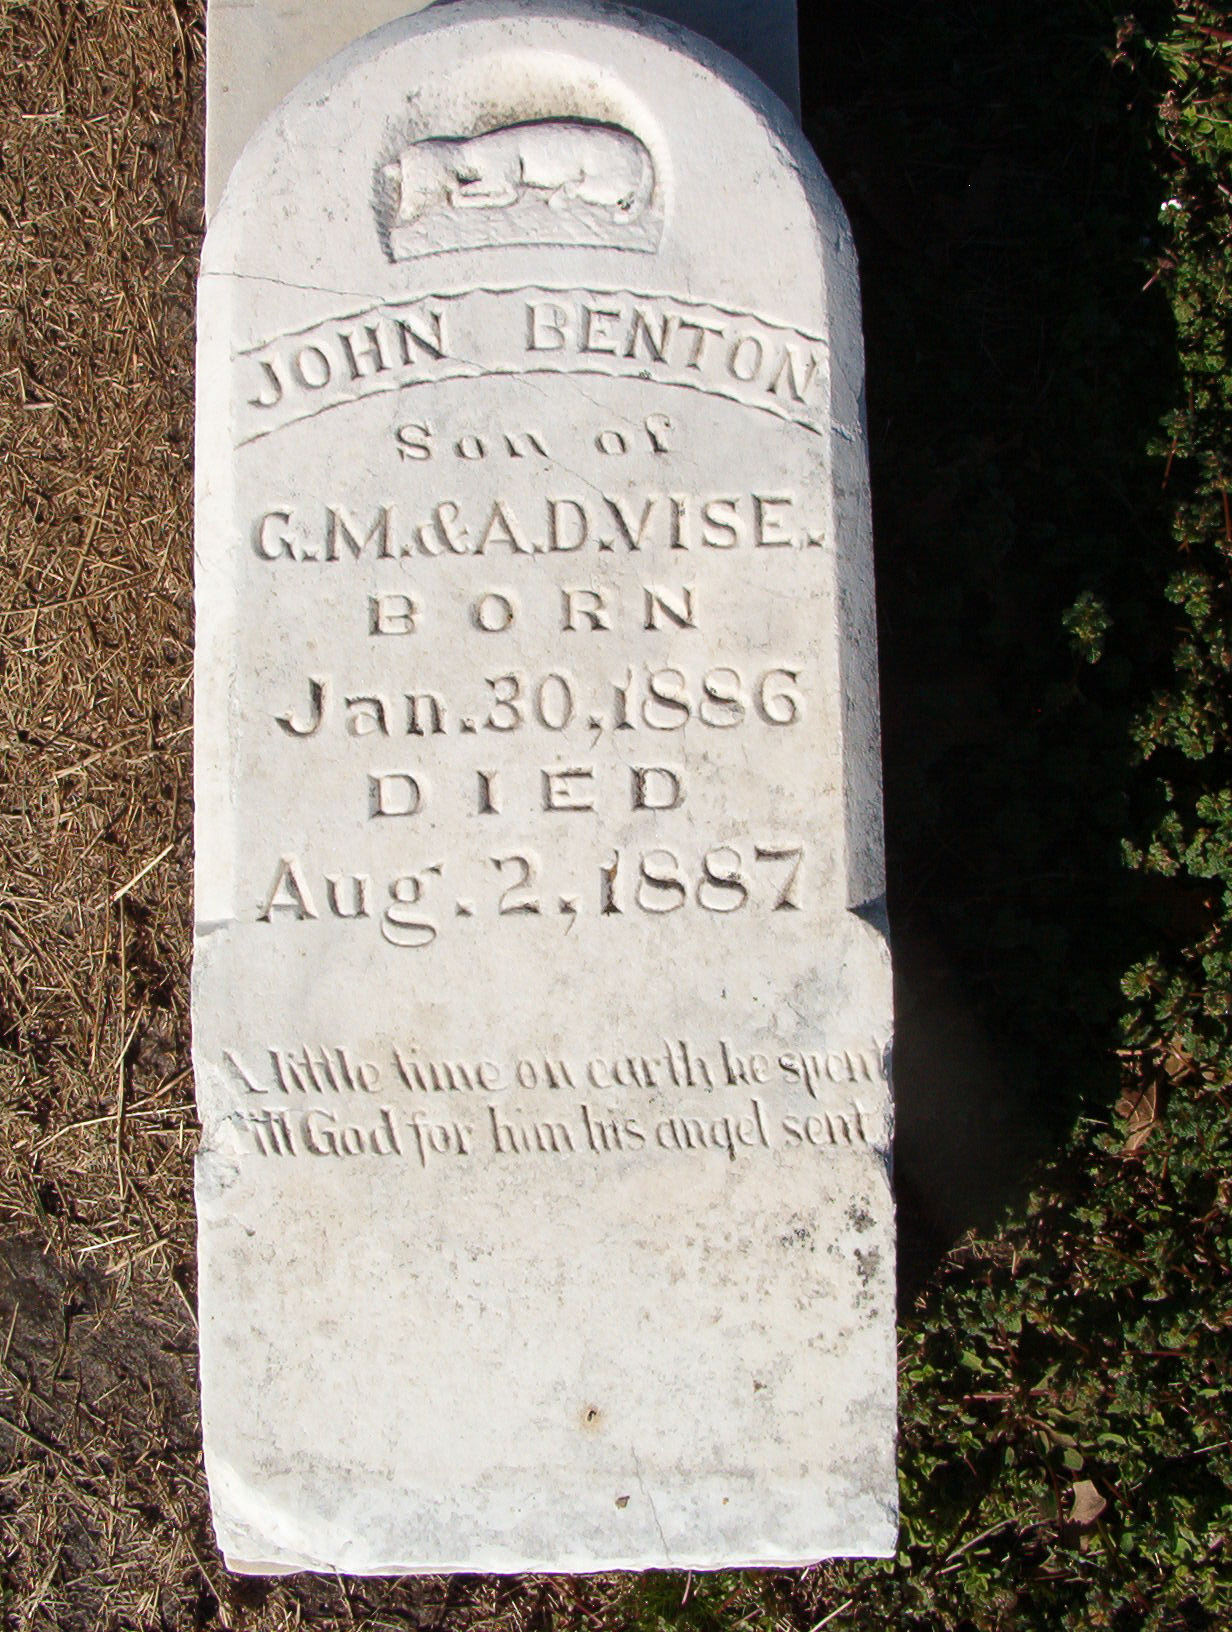 JOHN BENTON
Son of
G.M.&A.D.VISE.
BORN
Jan.30,1886
DIED
Aug.2,1887
A little time on earth he spent
Till God for him his angel sent